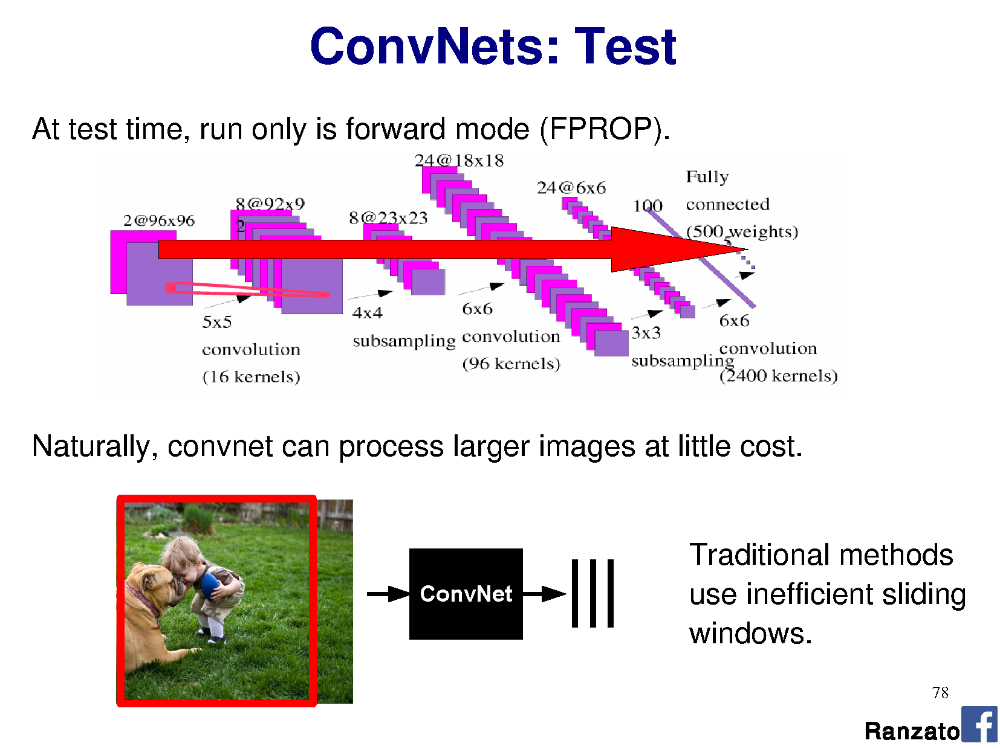 ConvNets: Test
At test time, run only is forward mode (FPROP).
2@96x96
8@92x9
2
8@23x23
24@18x18
24@6x6
100
Fully
connected
(500 weights)
5
5x5
convolution
(16 kernels)
4x4
subsampling
6x6
convolution
(96 kernels)
3x3
subsampling
6x6
convolution
(2400 kernels)
Naturally, convnet can process larger images at little cost.
ConvNet
Traditional methods
use inefficient sliding
windows.
78
Ranzato
f